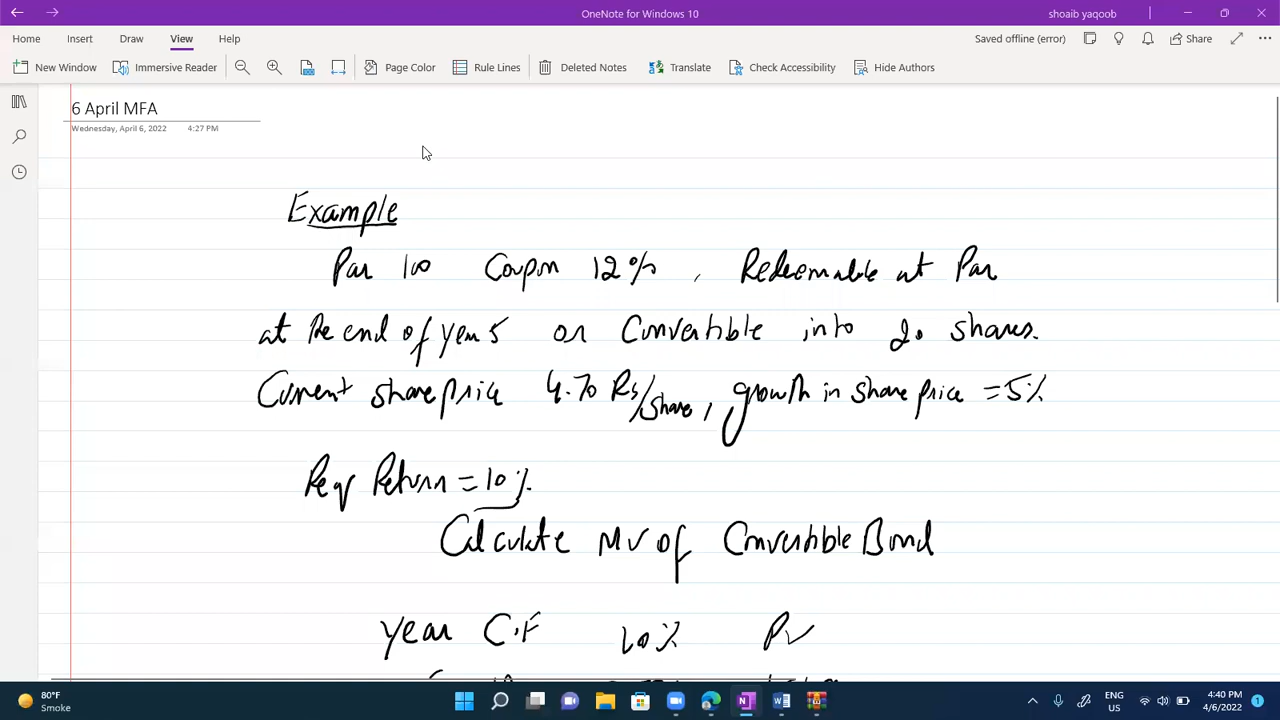 OneNote for Windows 10
shoaib yaqoob
Home Insert Draw View Help
Saved offline (error)
Share
New Window Immersive Reader Page Color Rule Lines Deleted Notes Translate Check Accessibility Hide Authors
6 April MFA
Wednesday, April 6, 2022 4:27 PM
Example
Par 100 Coupon 12%, Redeemable at Par
at the end of year 5 or Convertible into 20 shares.
Current share price 4.70 Rs/share, growth in share price = 5%
Req Return = 10%
Calculate MV of Convertible Bond
year C.F 10% PV
80°F
Smoke
ENG
US
4:40 PM
4/6/2022